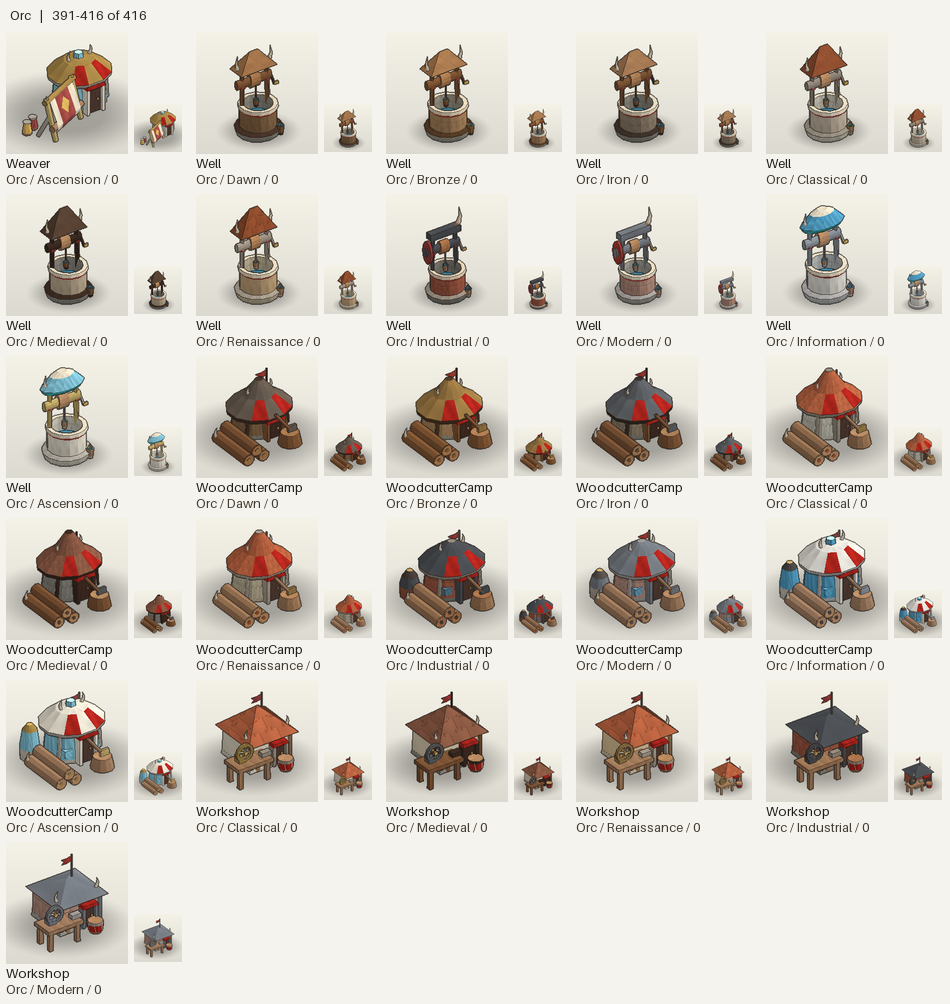 Orc | 391-416 of 416
Weaver
Orc / Ascension / 0
Well
Orc / Dawn / 0
Well
Orc / Bronze / 0
Well
Orc / Iron / 0
Well
Orc / Classical / 0
Well
Orc / Medieval / 0
Well
Orc / Renaissance / 0
Well
Orc / Industrial / 0
Well
Orc / Modern / 0
Well
Orc / Information / 0
Well
Orc / Ascension / 0
WoodcutterCamp
Orc / Dawn / 0
WoodcutterCamp
Orc / Bronze / 0
WoodcutterCamp
Orc / Iron / 0
WoodcutterCamp
Orc / Classical / 0
WoodcutterCamp
Orc / Medieval / 0
WoodcutterCamp
Orc / Renaissance / 0
WoodcutterCamp
Orc / Industrial / 0
WoodcutterCamp
Orc / Modern / 0
WoodcutterCamp
Orc / Information / 0
WoodcutterCamp
Orc / Ascension / 0
Workshop
Orc / Classical / 0
Workshop
Orc / Medieval / 0
Workshop
Orc / Renaissance / 0
Workshop
Orc / Industrial / 0
Workshop
Orc / Modern / 0